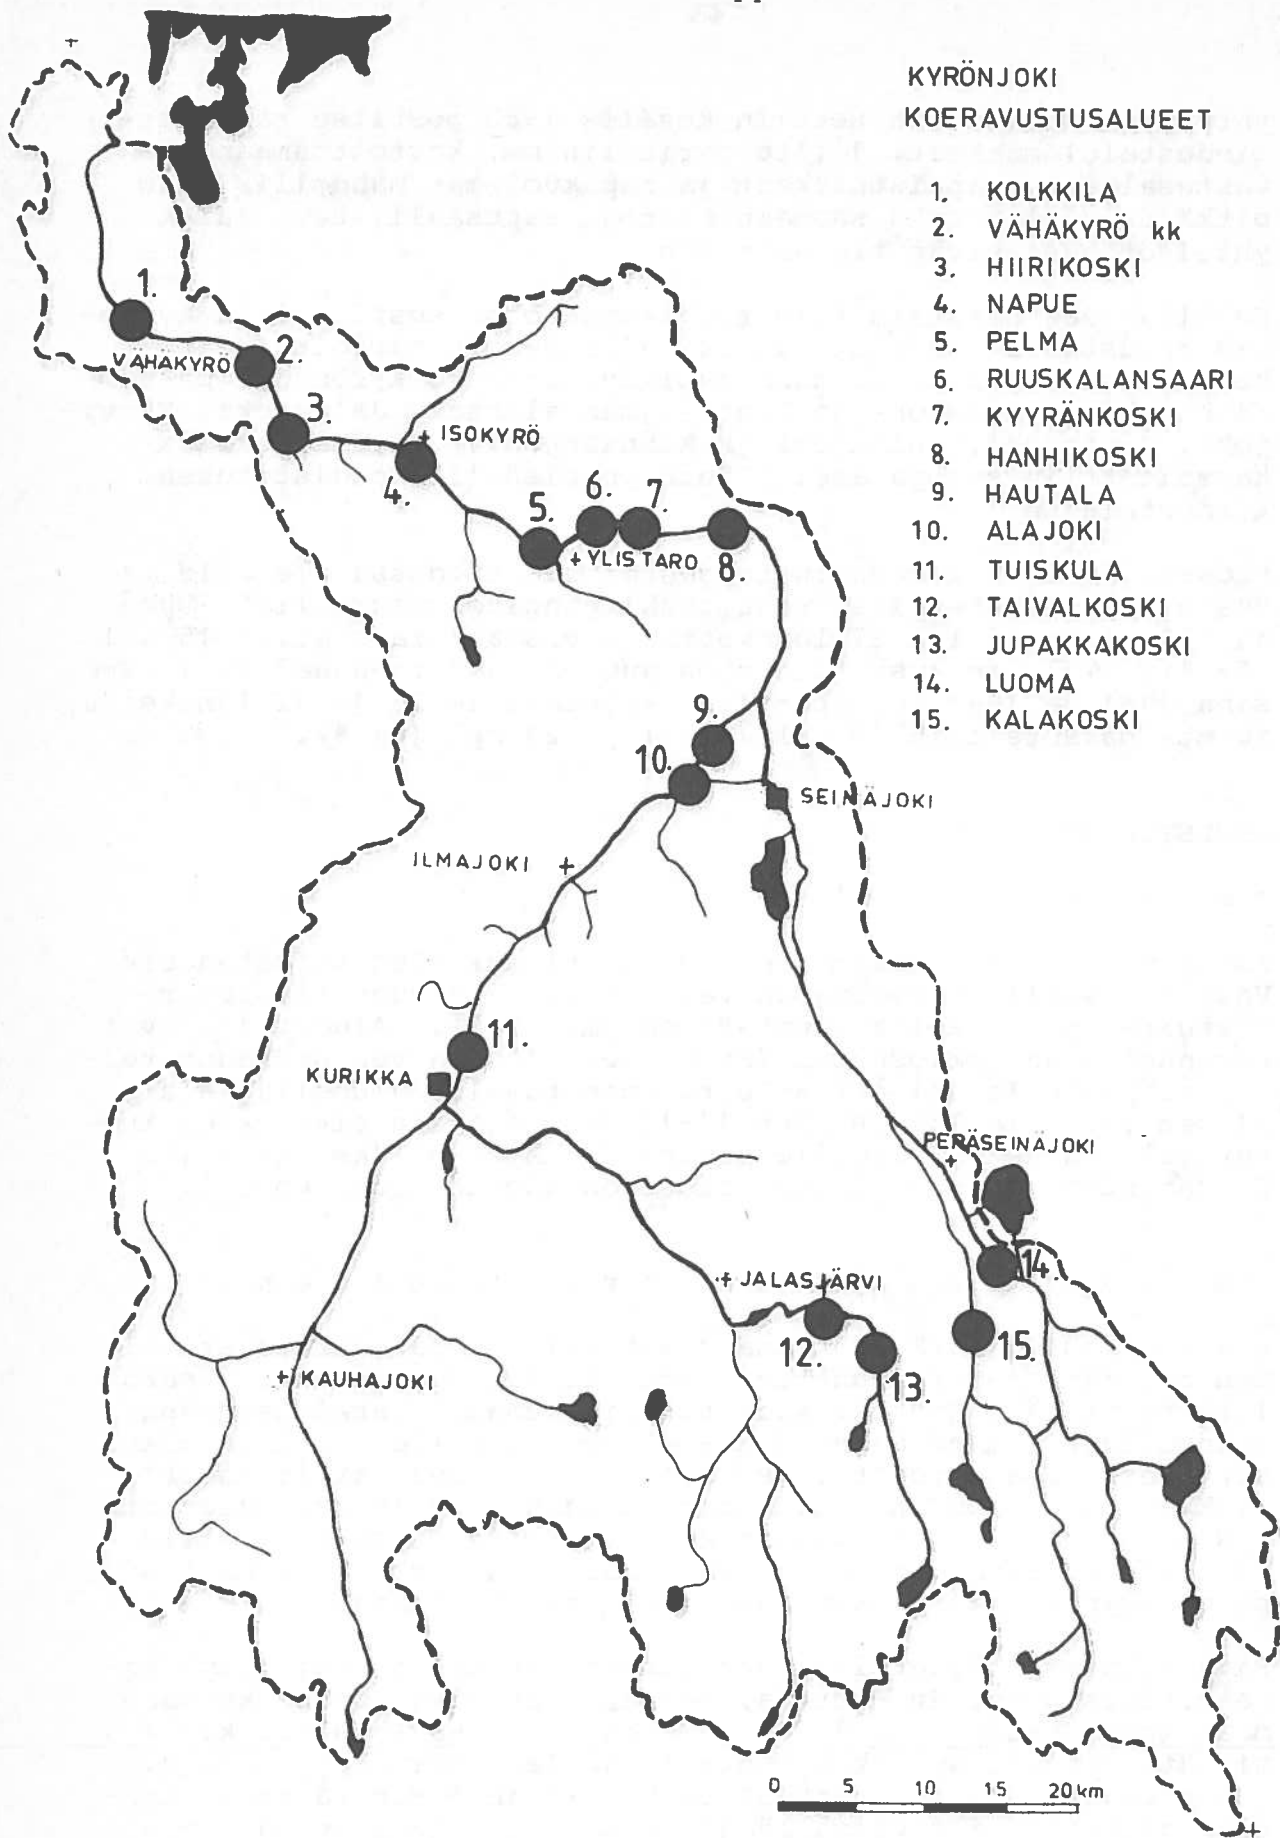 KYRÖNJOKI
KOERAVUSTUSALUEET
1. KOLKKILA
2. VÄHÄKYRÖ kk
3. HIIRIKOSKI
4. NAPUE
5. PELMA
6. RUUSKALANSAARI
7. KYYRÄNKOSKI
8. HANHIKOSKI
9. HAUTALA
10. ALAJOKI
11. TUISKULA
12. TAIVALKOSKI
13. JUPAKKAKOSKI
14. LUOMA
15. KALAKOSKI
1.
VÄHÄKYRÖ
2.
3.
ISOKYRÖ
4.
5.
6.
7.
YLISTARO
8.
9.
10.
SEINÄJOKI
ILMAJOKI
11.
KURIKKA
PERÄSEINÄJOKI
14.
JALASJÄRVI
12.
15.
13.
KAUHAJOKI
0 5 10 15 20 km